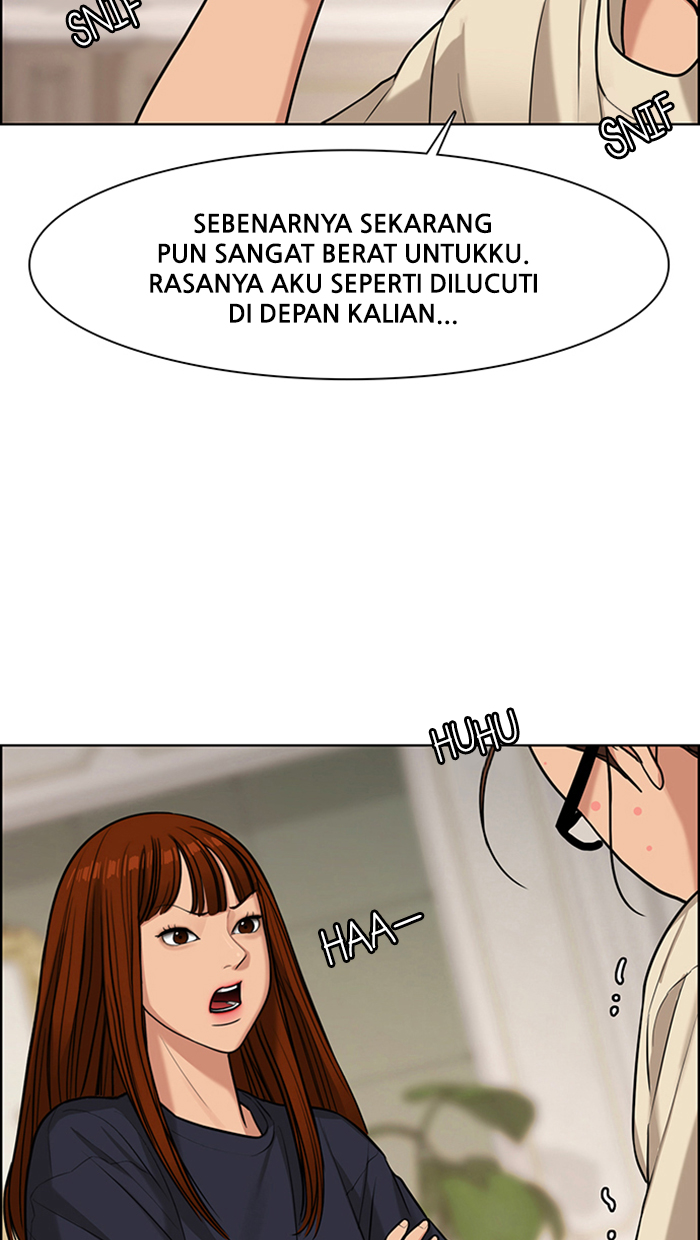 SNIF
SNIF
SEBENARNYA SEKARANG
PUN SANGAT BERAT UNTUKKU.
RASANYA AKU SEPERTI DILUCUTI
DI DEPAN KALIAN...
HUHU
HAA—